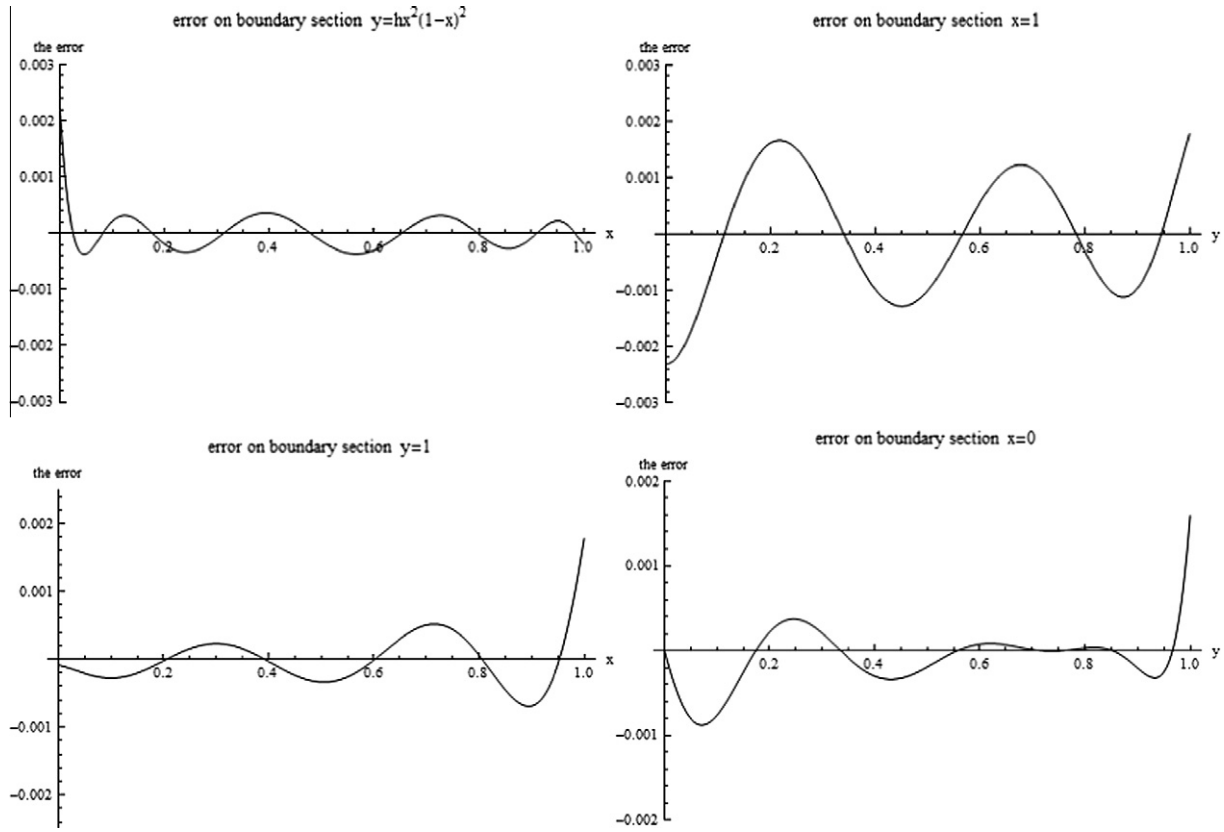 error on boundary section y=hx²(1−x)²
the error
0.003
0.002
0.001
−0.001
−0.002
−0.003
0.2 0.4 0.6 0.8 1.0 x
error on boundary section x=1
the error
0.003
0.002
0.001
−0.001
−0.002
−0.003
0.2 0.4 0.6 0.8 1.0 y
error on boundary section y=1
the error
0.002
0.001
−0.001
−0.002
0.2 0.4 0.6 0.8 1.0 x
error on boundary section x=0
the error
0.002
0.001
−0.001
−0.002
0.2 0.4 0.6 0.8 1.0 y